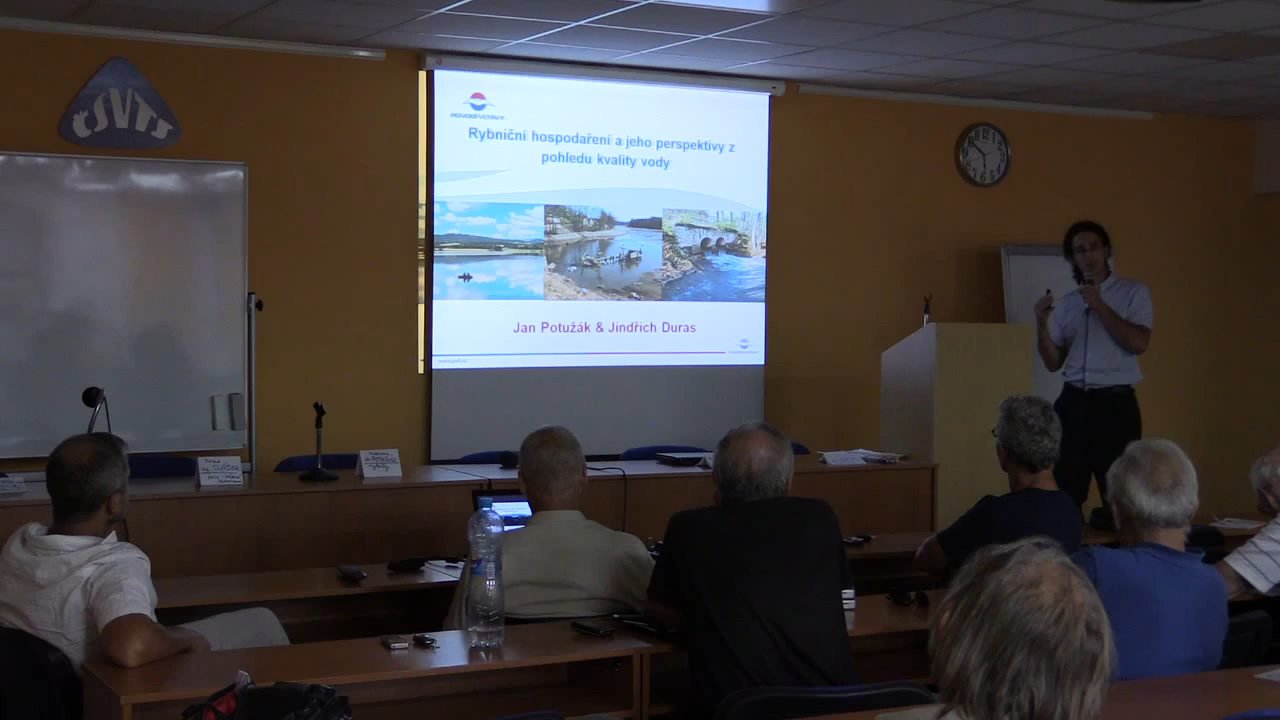 ČSVTS
POVODÍ VLTAVY
Rybniční hospodaření a jeho perspektivy z
pohledu kvality vody
Jan Potužák & Jindřich Duras